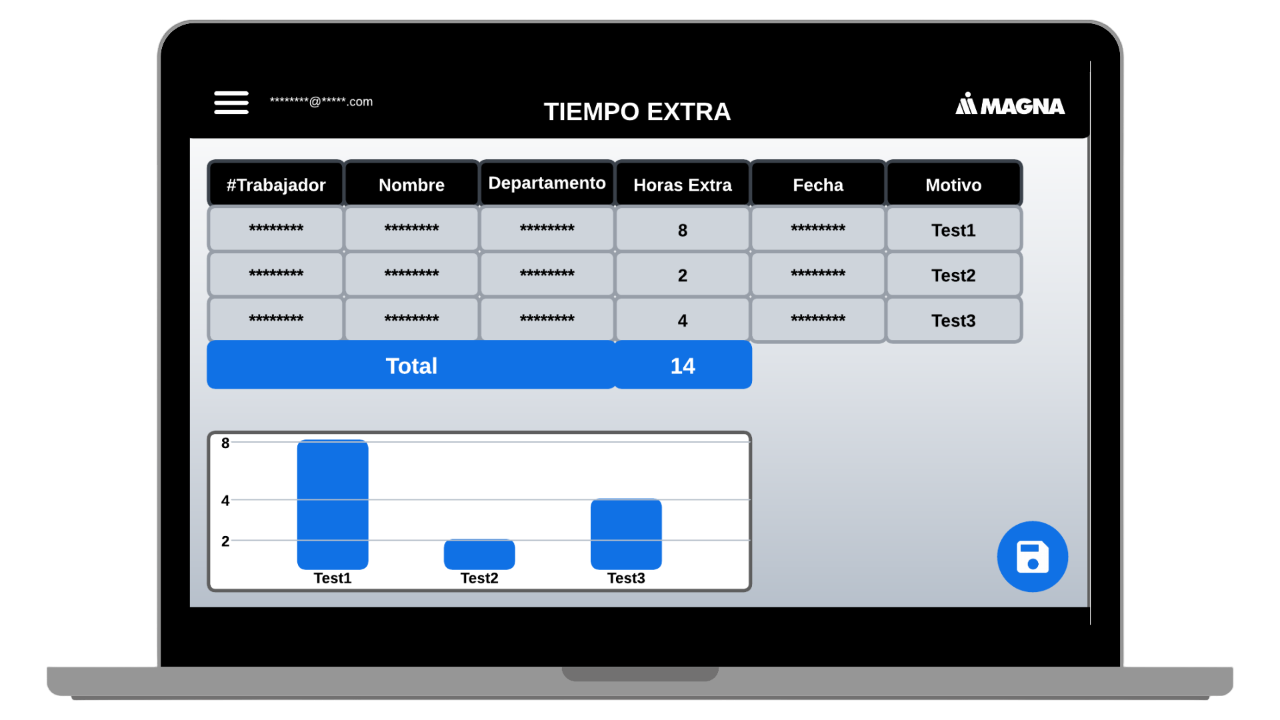 ********@*****.com
TIEMPO EXTRA
MAGNA
#Trabajador Nombre Departamento Horas Extra Fecha Motivo
******** ******** ******** 8 ******** Test1
******** ******** ******** 2 ******** Test2
******** ******** ******** 4 ******** Test3
Total 14
8
4
2
Test1 Test2 Test3